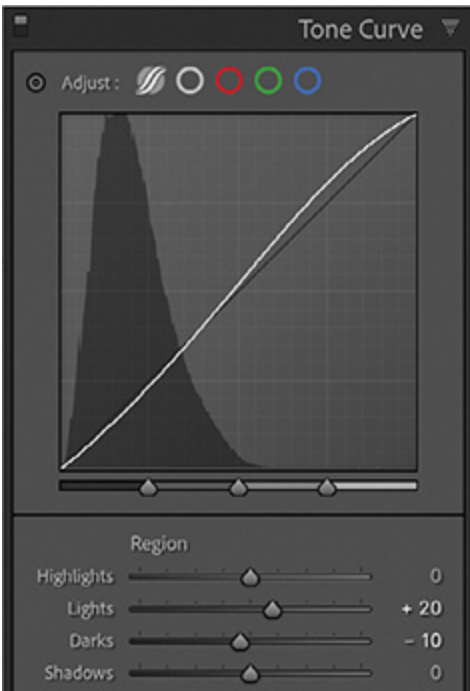 Tone Curve
Adjust :
Region
Highlights 0
Lights + 20
Darks – 10
Shadows 0